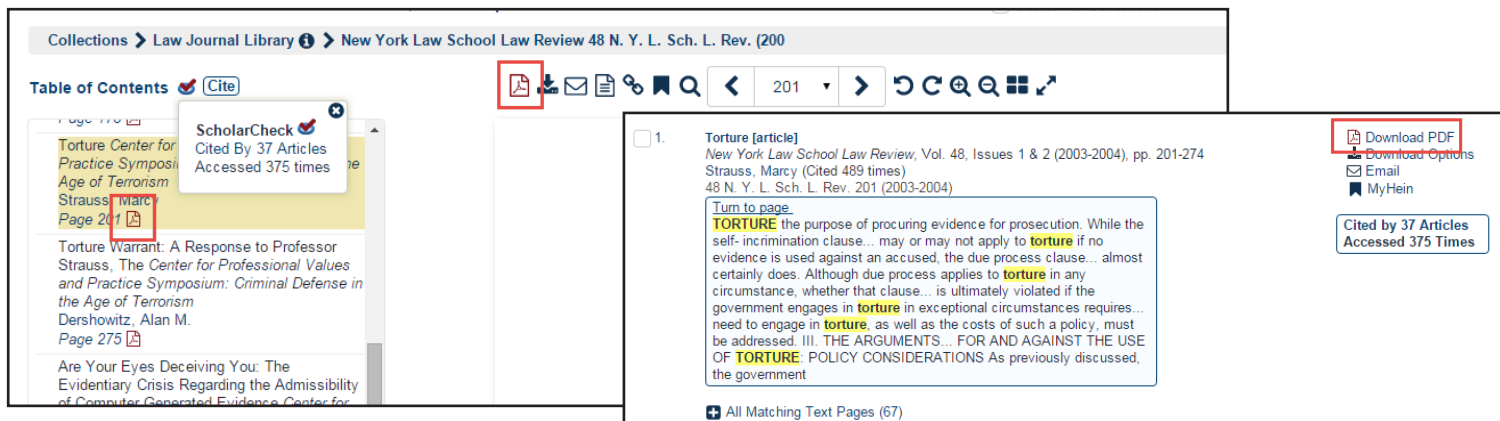 Collections > Law Journal Library > New York Law School Law Review 48 N. Y. L. Sch. L. Rev. (200
Table of Contents Cite
201
ScholarCheck
Cited By 37 Articles
Accessed 375 times
Torture Center for
Practice Symposi the
Age of Terrorism
Strauss, Marcy
Page 201
Torture Warrant: A Response to Professor
Strauss, The Center for Professional Values
and Practice Symposium: Criminal Defense in
the Age of Terrorism
Dershowitz, Alan M.
Page 275
Are Your Eyes Deceiving You: The
Evidentiary Crisis Regarding the Admissibility
of Computer Generated Evidence Center for
1. Torture [article]
New York Law School Law Review, Vol. 48, Issues 1 & 2 (2003-2004), pp. 201-274
Strauss, Marcy (Cited 489 times)
48 N. Y. L. Sch. L. Rev. 201 (2003-2004)
Turn to page
TORTURE the purpose of procuring evidence for prosecution. While the
self- incrimination clause... may or may not apply to torture if no
evidence is used against an accused, the due process clause... almost
certainly does. Although due process applies to torture in any
circumstance, whether that clause... is ultimately violated if the
government engages in torture in exceptional circumstances requires...
need to engage in torture, as well as the costs of such a policy, must
be addressed. III. THE ARGUMENTS... FOR AND AGAINST THE USE
OF TORTURE: POLICY CONSIDERATIONS As previously discussed,
the government
All Matching Text Pages (67)
Download PDF
Download Options
Email
MyHein
Cited by 37 Articles
Accessed 375 Times